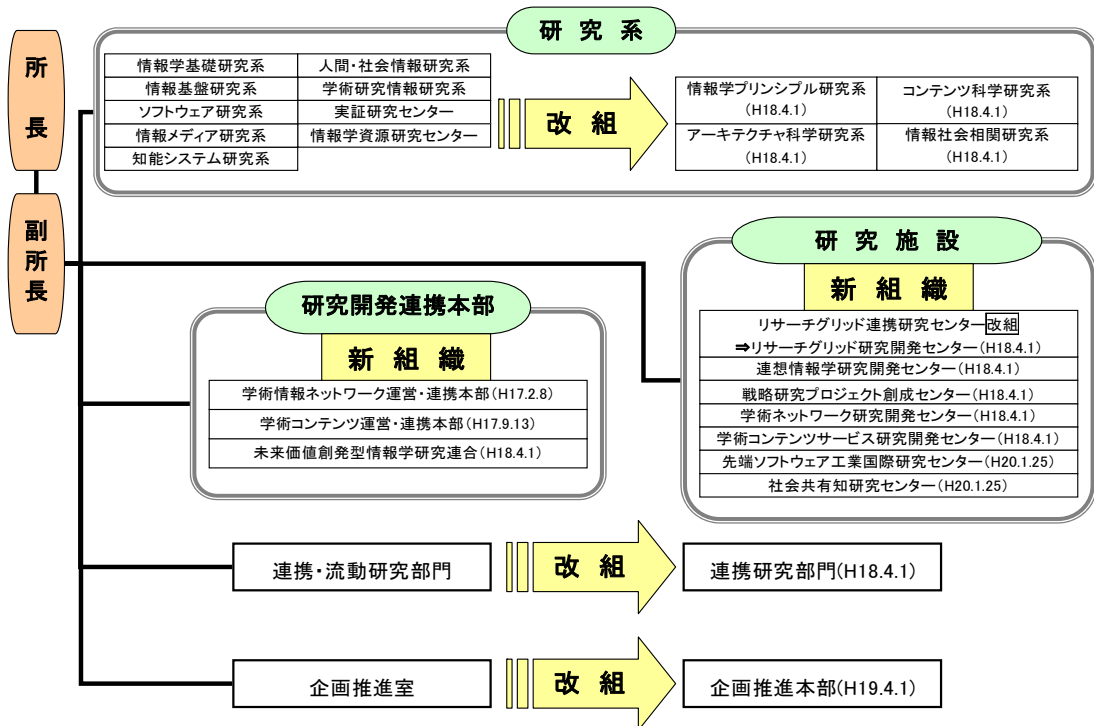 所長
副所長
研究系
情報学基礎研究系
人間・社会情報研究系
情報基盤研究系
学術研究情報研究系
ソフトウェア研究系
実証研究センター
情報メディア研究系
情報学資源研究センター
知能システム研究系
改組
情報学プリンシプル研究系
(H18.4.1)
コンテンツ科学研究系
(H18.4.1)
アーキテクチャ科学研究系
(H18.4.1)
情報社会相関研究系
(H18.4.1)
研究開発連携本部
新組織
学術情報ネットワーク運営・連携本部(H17.2.8)
学術コンテンツ運営・連携本部(H17.9.13)
未来価値創発型情報学研究連合(H18.4.1)
研究施設
新組織
リサーチグリッド連携研究センター改組
⇒リサーチグリッド研究開発センター(H18.4.1)
連想情報学研究開発センター(H18.4.1)
戦略研究プロジェクト創成センター(H18.4.1)
学術ネットワーク研究開発センター(H18.4.1)
学術コンテンツサービス研究開発センター(H18.4.1)
先端ソフトウェア工業国際研究センター(H20.1.25)
社会共有知研究センター(H20.1.25)
連携・流動研究部門
改組
連携研究部門(H18.4.1)
企画推進室
改組
企画推進本部(H19.4.1)